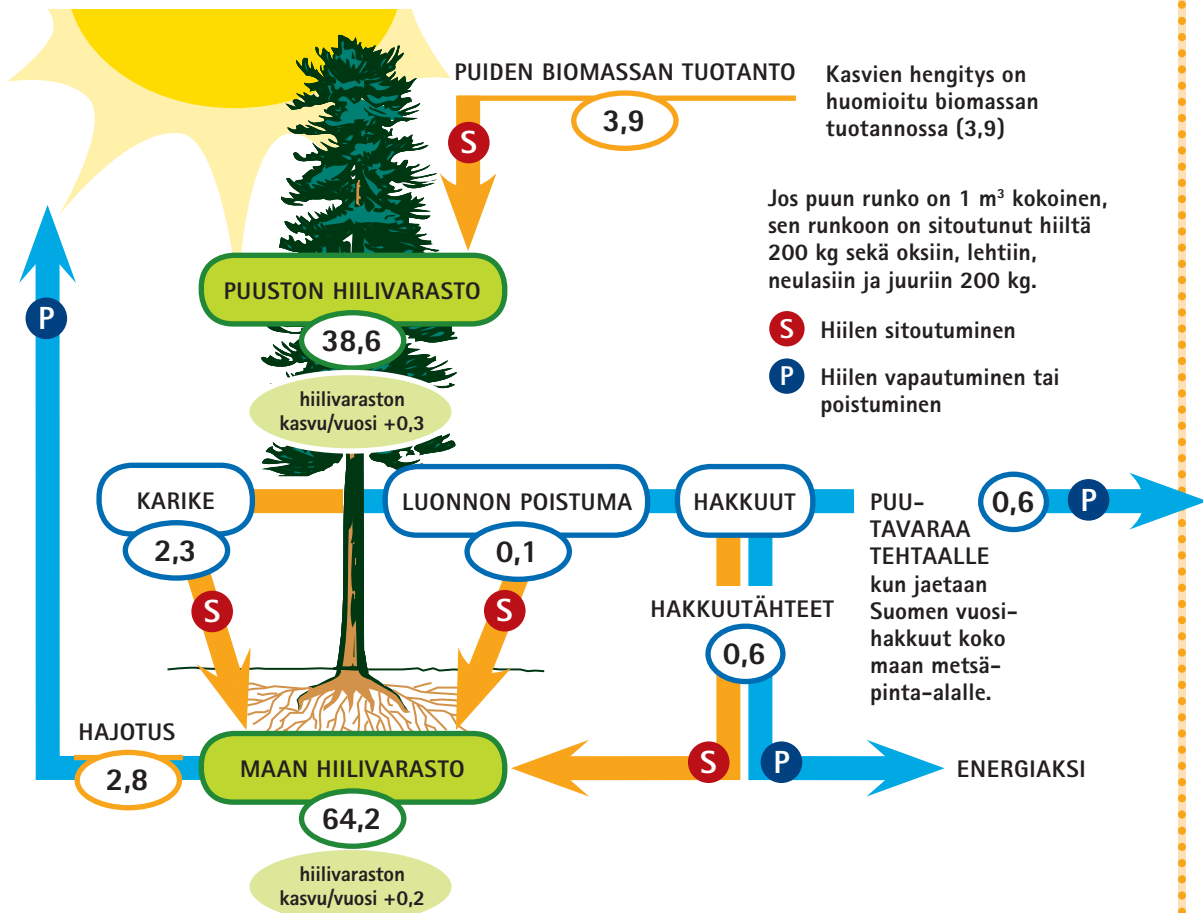 PUIDEN BIOMASSAN TUOTANTO
3,9
Kasvien hengitys on
huomioitu biomassan
tuotannossa (3,9)
S
Jos puun runko on 1 m³ kokoinen,
sen runkoon on sitoutunut hiiltä
200 kg sekä oksiin, lehtiin,
neulasiin ja juuriin 200 kg.
P
PUUSTON HIILIVARASTO
38,6
hiilivaraston
kasvu/vuosi +0,3
S Hiilen sitoutuminen
P Hiilen vapautuminen tai
poistuminen
KARIKE
2,3
S
LUONNON POISTUMA
0,1
S
HAKKUUT
PUU-
TAVARAA
TEHTAALLE
kun jaetaan
Suomen vuosi-
hakkuut koko
maan metsä-
pinta-alalle.
0,6
P
HAKKUUTÄHTEET
0,6
S
P
ENERGIAKSI
HAJOTUS
2,8
MAAN HIILIVARASTO
64,2
hiilivaraston
kasvu/vuosi +0,2